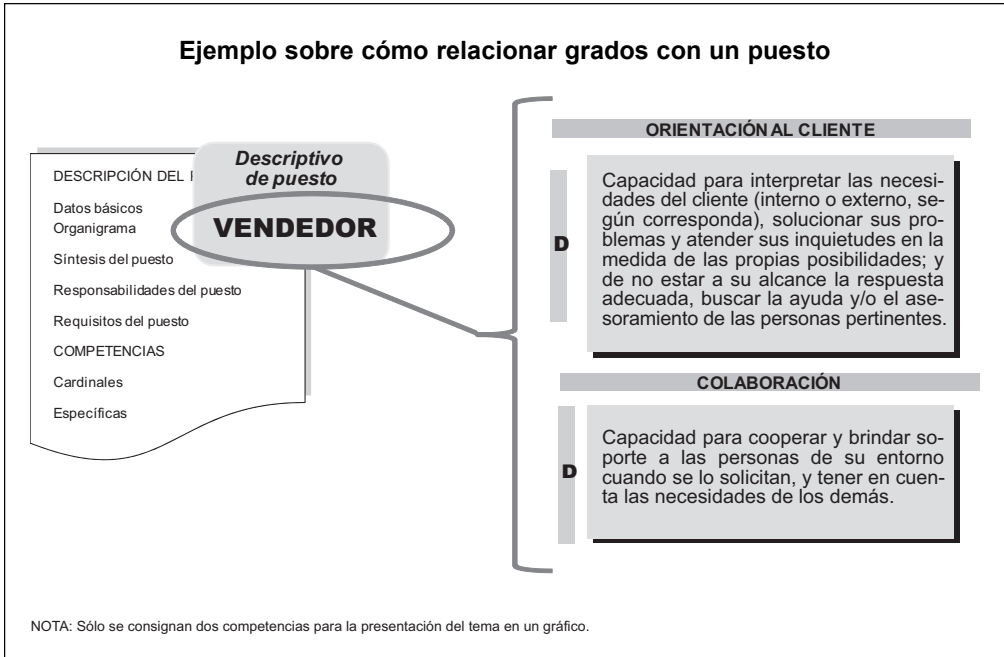 Ejemplo sobre cómo relacionar grados con un puesto
DESCRIPCIÓN DEL
Datos básicos
Organigrama
Síntesis del puesto
Responsabilidades del puesto
Requisitos del puesto
COMPETENCIAS
Cardinales
Específicas
Descriptivo
de puesto
VENDEDOR
ORIENTACIÓN AL CLIENTE
D
Capacidad para interpretar las necesi-
dades del cliente (interno o externo, se-
gún corresponda), solucionar sus pro-
blemas y atender sus inquietudes en la
medida de las propias posibilidades; y
de no estar a su alcance la respuesta
adecuada, buscar la ayuda y/o el ase-
soramiento de las personas pertinentes.
COLABORACIÓN
D
Capacidad para cooperar y brindar so-
porte a las personas de su entorno
cuando se lo solicitan, y tener en cuen-
ta las necesidades de los demás.
NOTA: Sólo se consignan dos competencias para la presentación del tema en un gráfico.